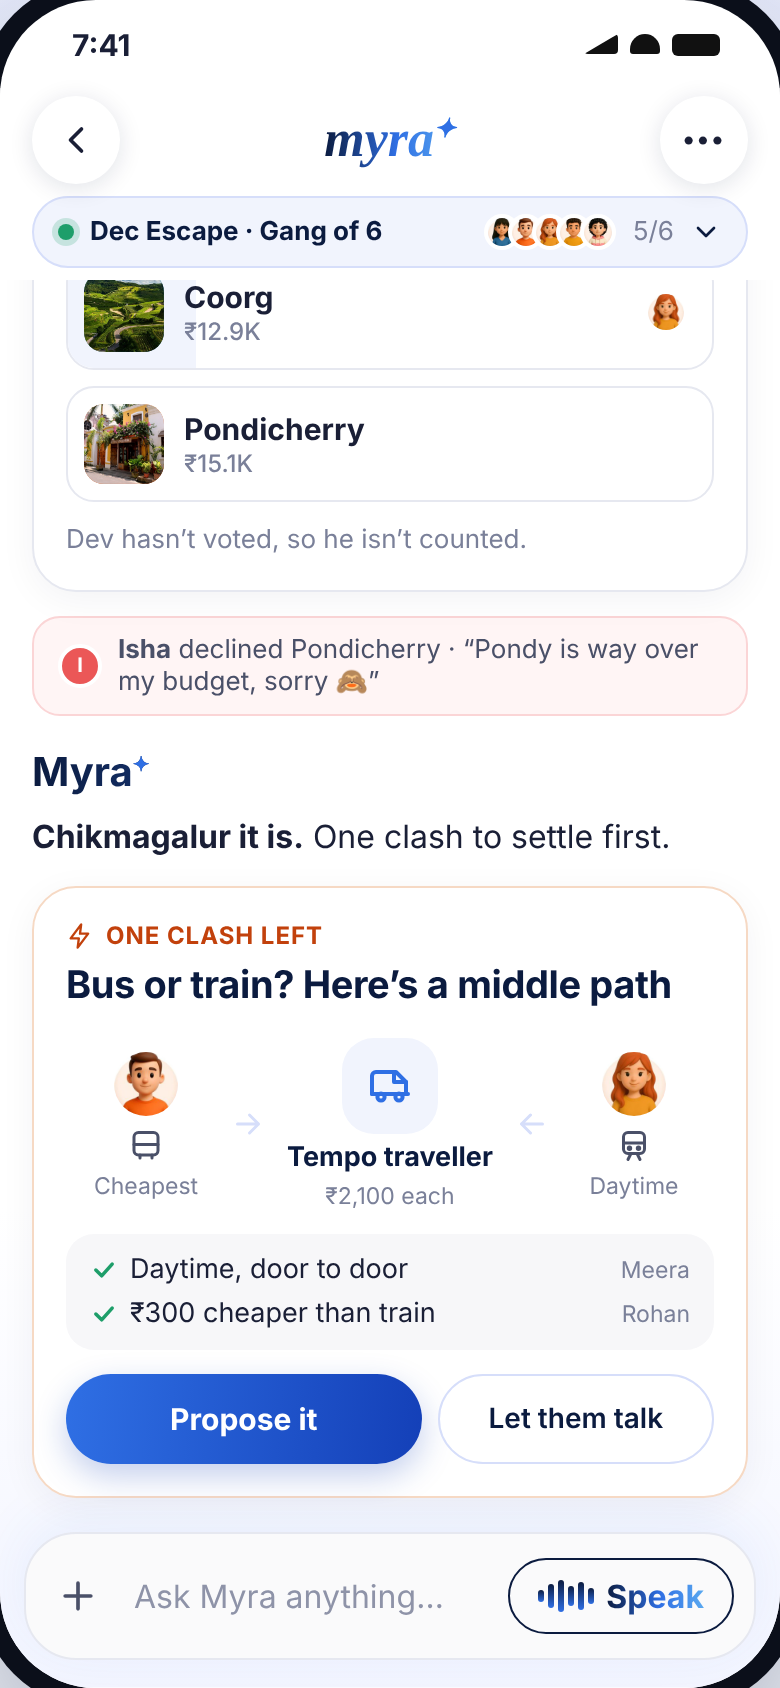 7:41
myra
Dec Escape · Gang of 6
5/6
Coorg
₹12.9K
Pondicherry
₹15.1K
Dev hasn’t voted, so he isn’t counted.
I
Isha declined Pondicherry · “Pondy is way over
my budget, sorry 🙈”
Myra
Chikmagalur it is. One clash to settle first.
ONE CLASH LEFT
Bus or train? Here’s a middle path
Cheapest
Tempo traveller
₹2,100 each
Daytime
Daytime, door to door
Meera
₹300 cheaper than train
Rohan
Propose it
Let them talk
Ask Myra anything...
Speak